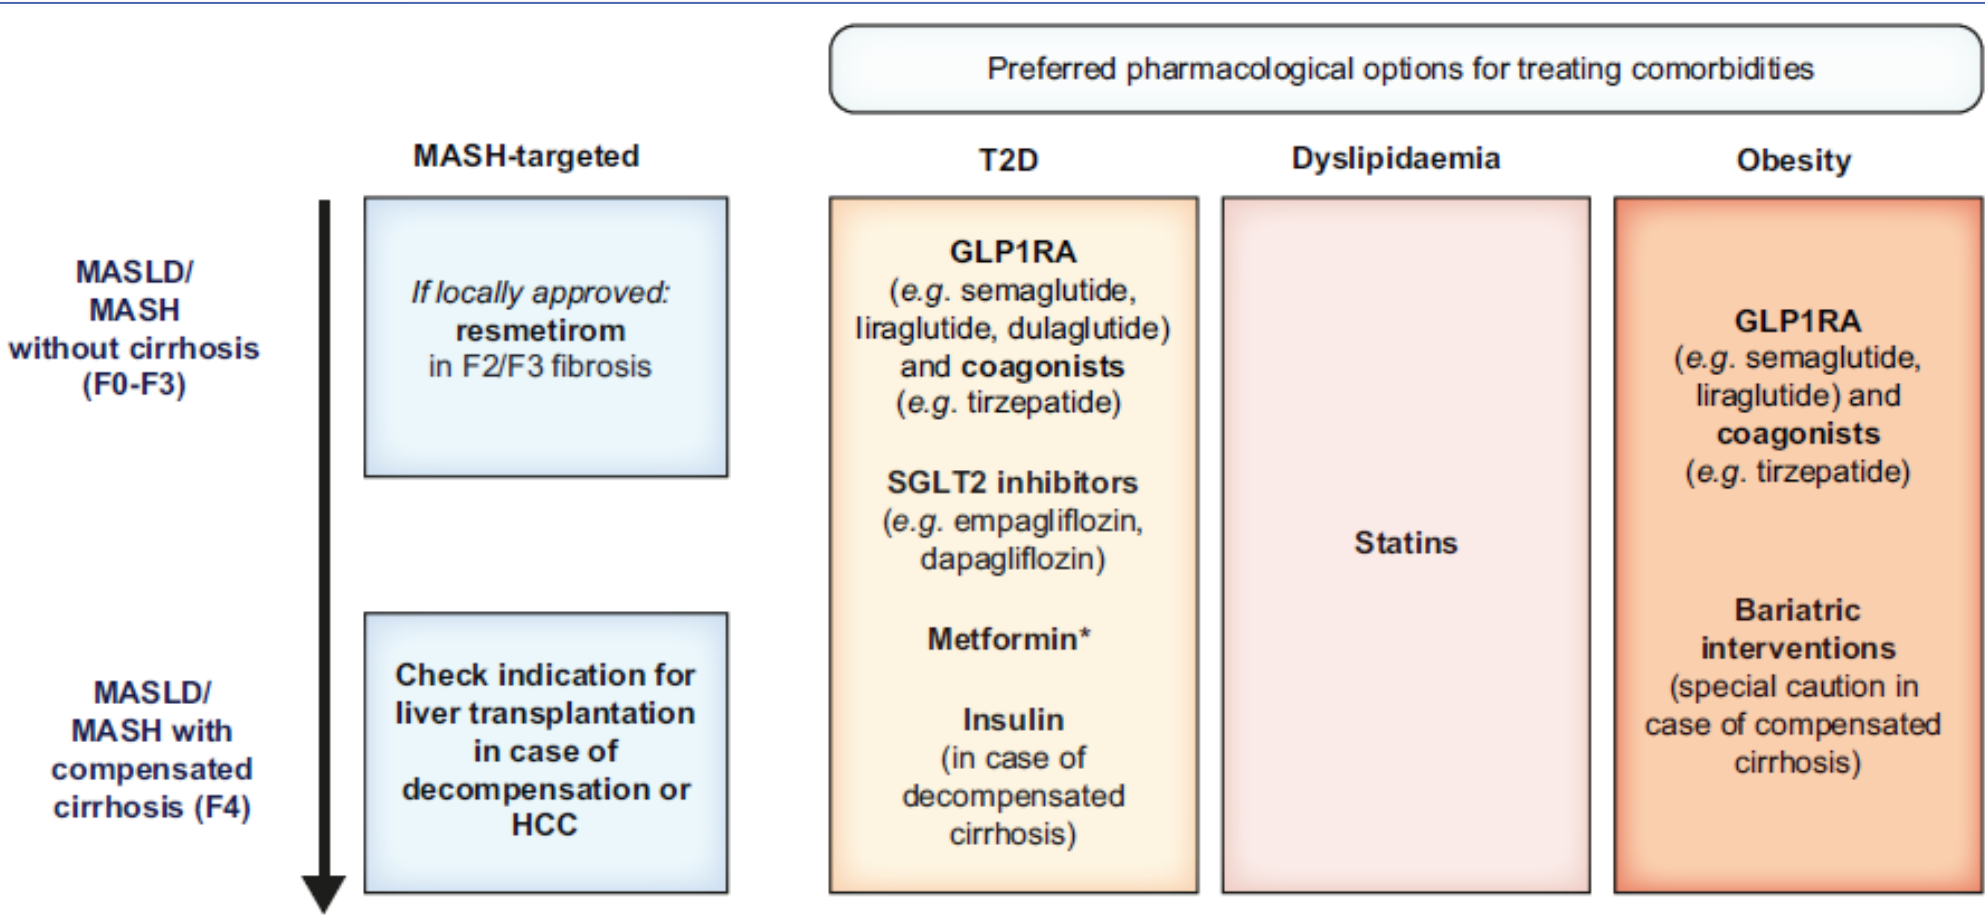 Preferred pharmacological options for treating comorbidities
MASH-targeted
T2D
Dyslipidaemia
Obesity
MASLD/
MASH
without cirrhosis
(F0-F3)
If locally approved:
resmetirom
in F2/F3 fibrosis
GLP1RA
(e.g. semaglutide,
liraglutide, dulaglutide)
and coagonists
(e.g. tirzepatide)
SGLT2 inhibitors
(e.g. empagliflozin,
dapagliflozin)
Metformin*
Insulin
(in case of
decompensated
cirrhosis)
Statins
GLP1RA
(e.g. semaglutide,
liraglutide) and
coagonists
(e.g. tirzepatide)
Bariatric
interventions
(special caution in
case of compensated
cirrhosis)
MASLD/
MASH with
compensated
cirrhosis (F4)
Check indication for
liver transplantation
in case of
decompensation or
HCC